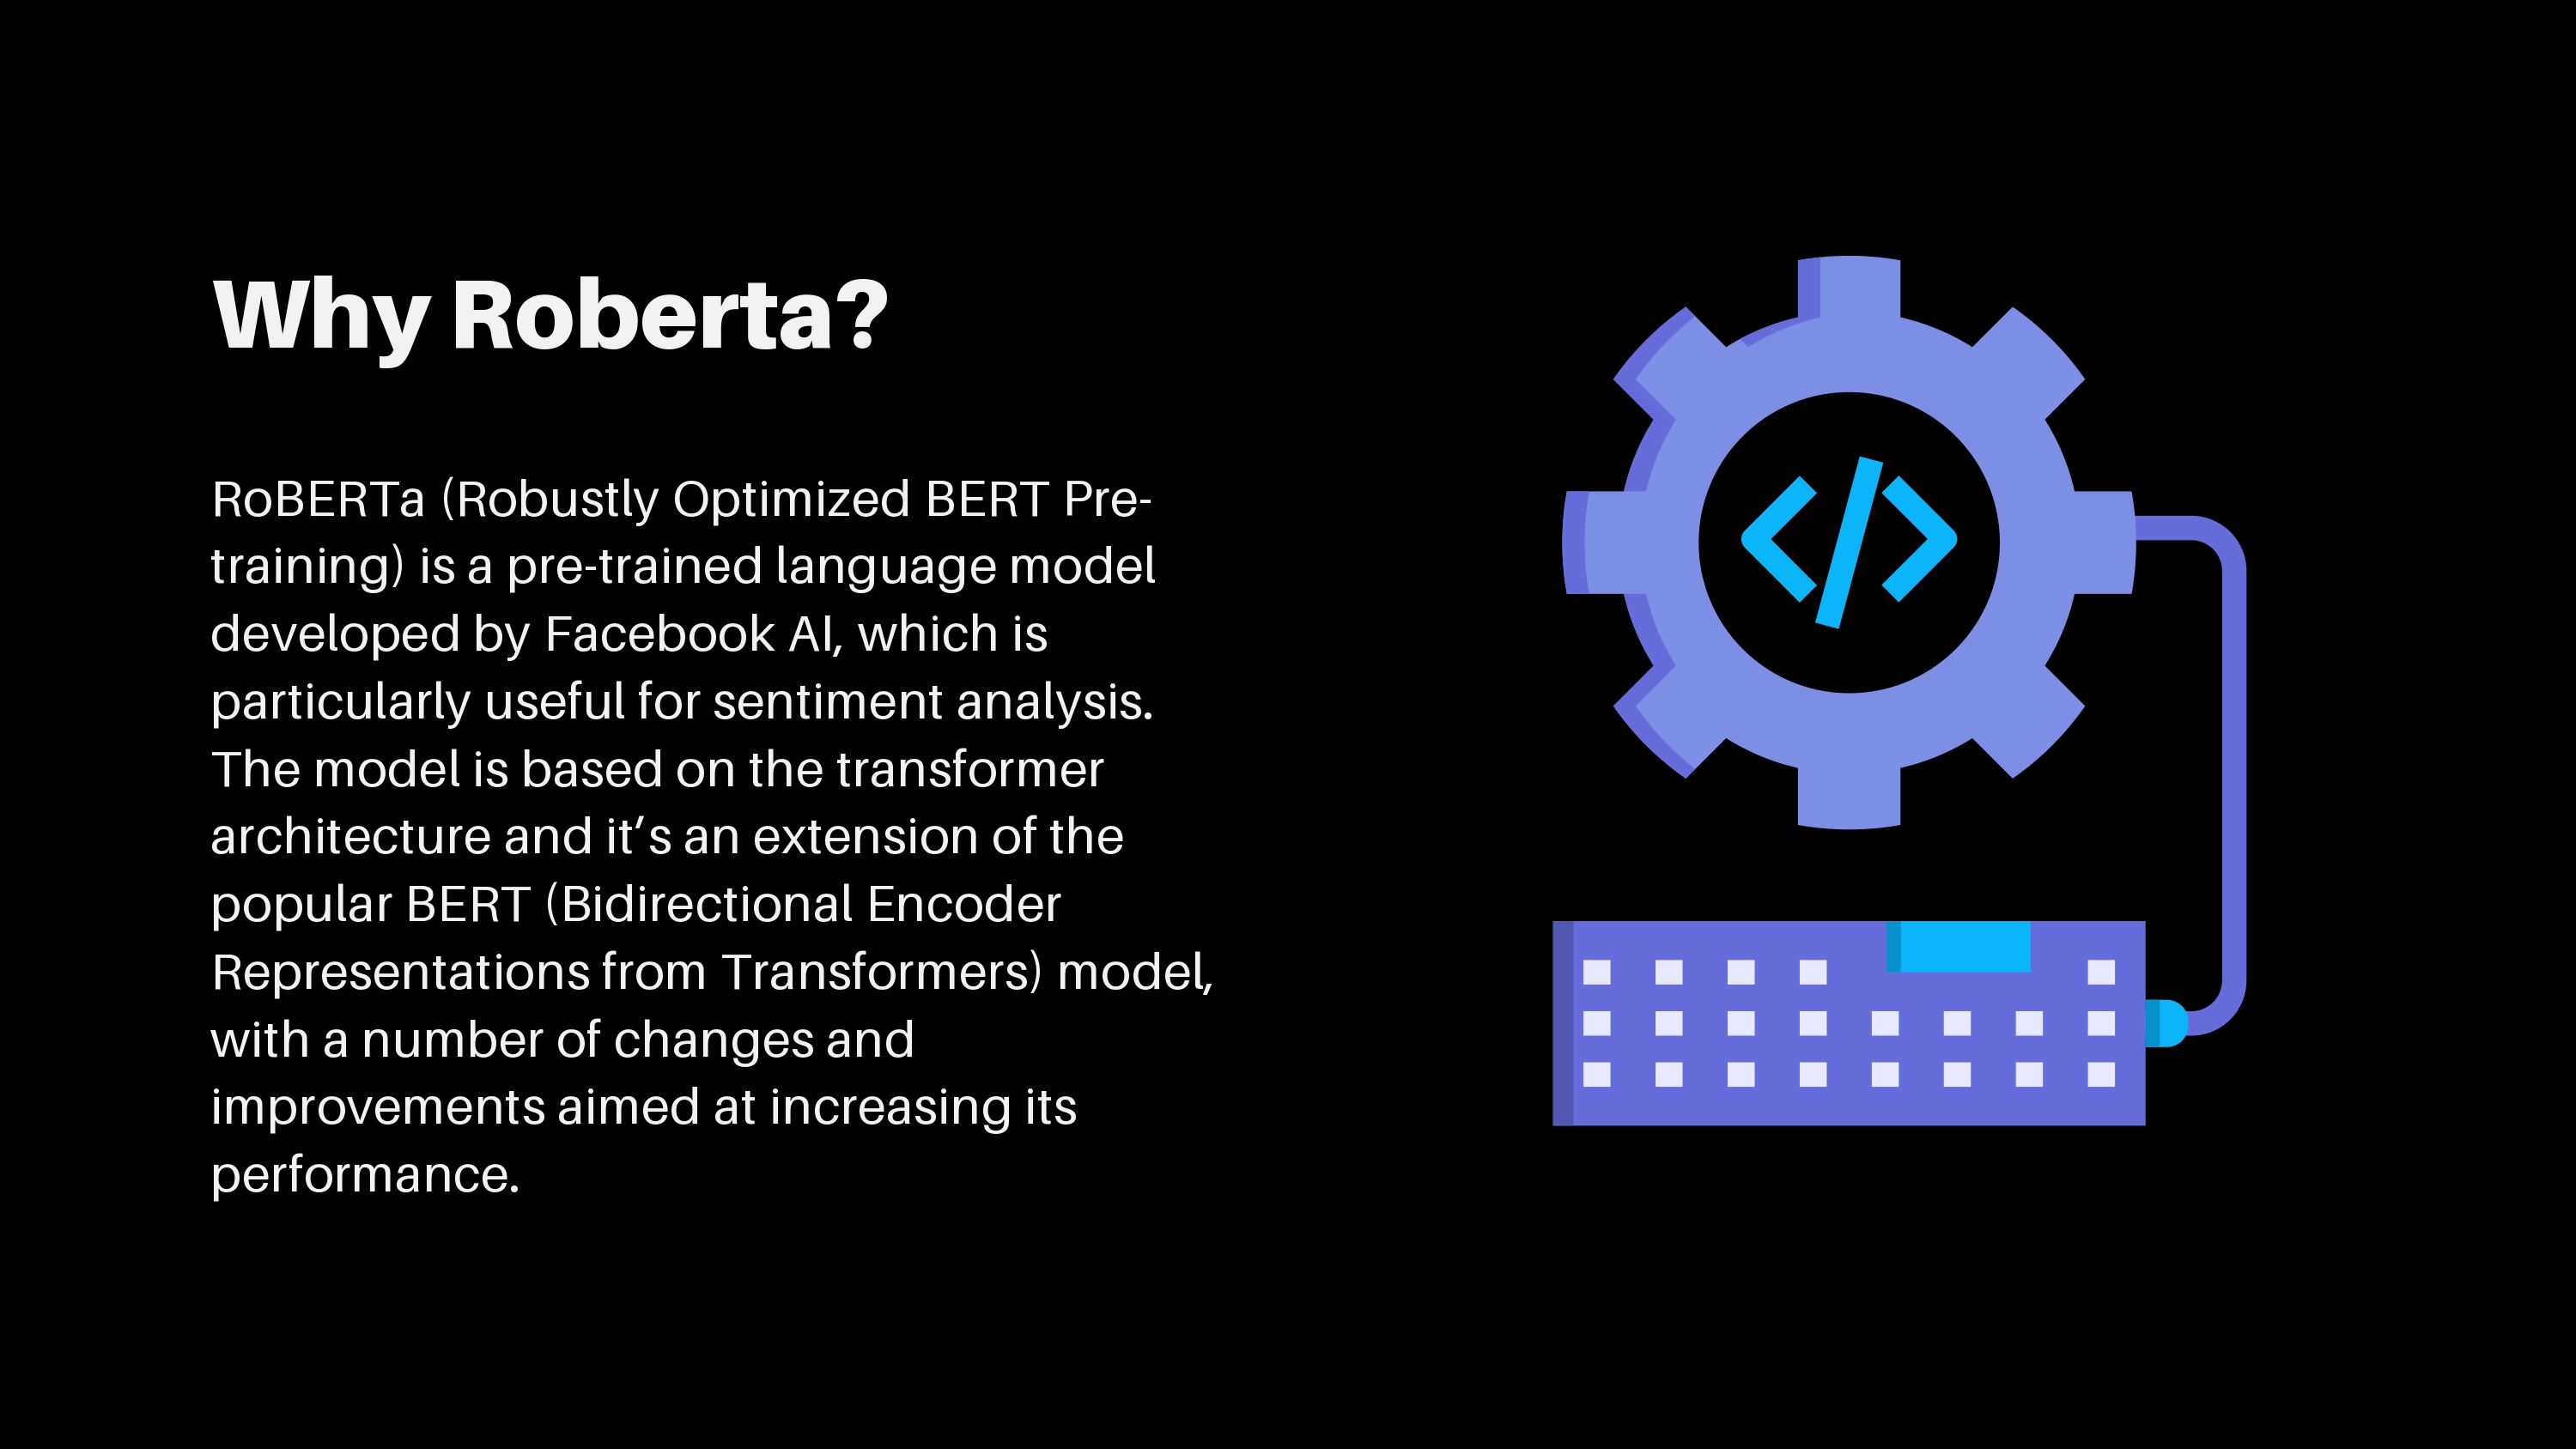 Why Roberta?
RoBERTa (Robustly Optimized BERT Pre-
training) is a pre-trained language model
developed by Facebook AI, which is
particularly useful for sentiment analysis.
The model is based on the transformer
architecture and it’s an extension of the
popular BERT (Bidirectional Encoder
Representations from Transformers) model,
with a number of changes and
improvements aimed at increasing its
performance.